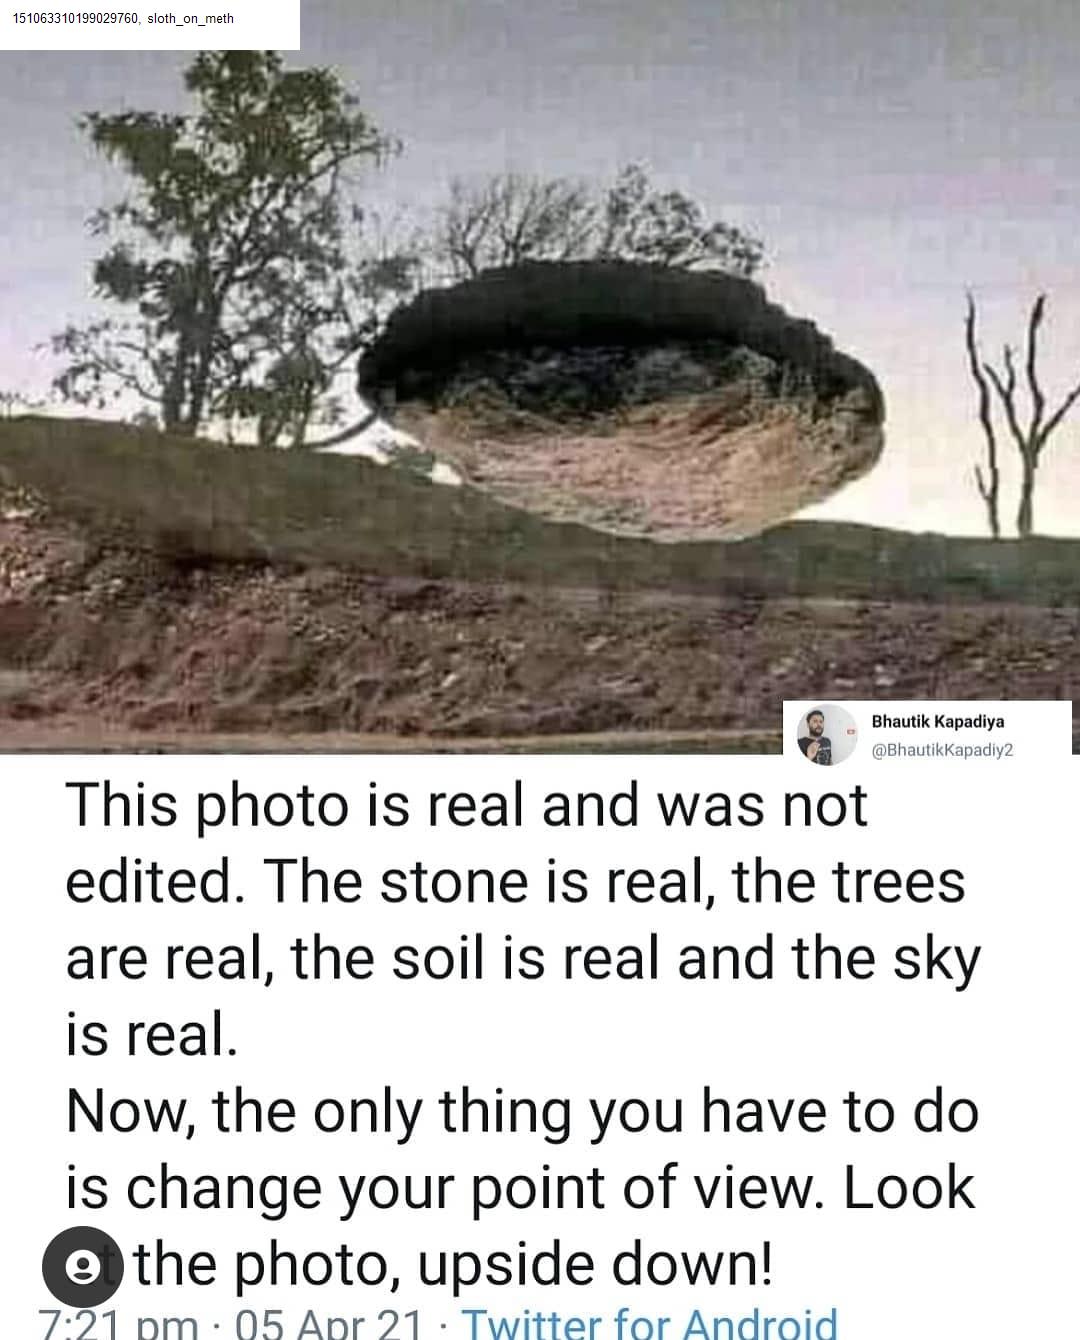 151063310199029760, sloth_on_meth
Bhautik Kapadiya
@BhautikKapadiy2
This photo is real and was not
edited. The stone is real, the trees
are real, the soil is real and the sky
is real.
Now, the only thing you have to do
is change your point of view. Look
the photo, upside down!
7:21 pm · 05 Apr 21 · Twitter for Android